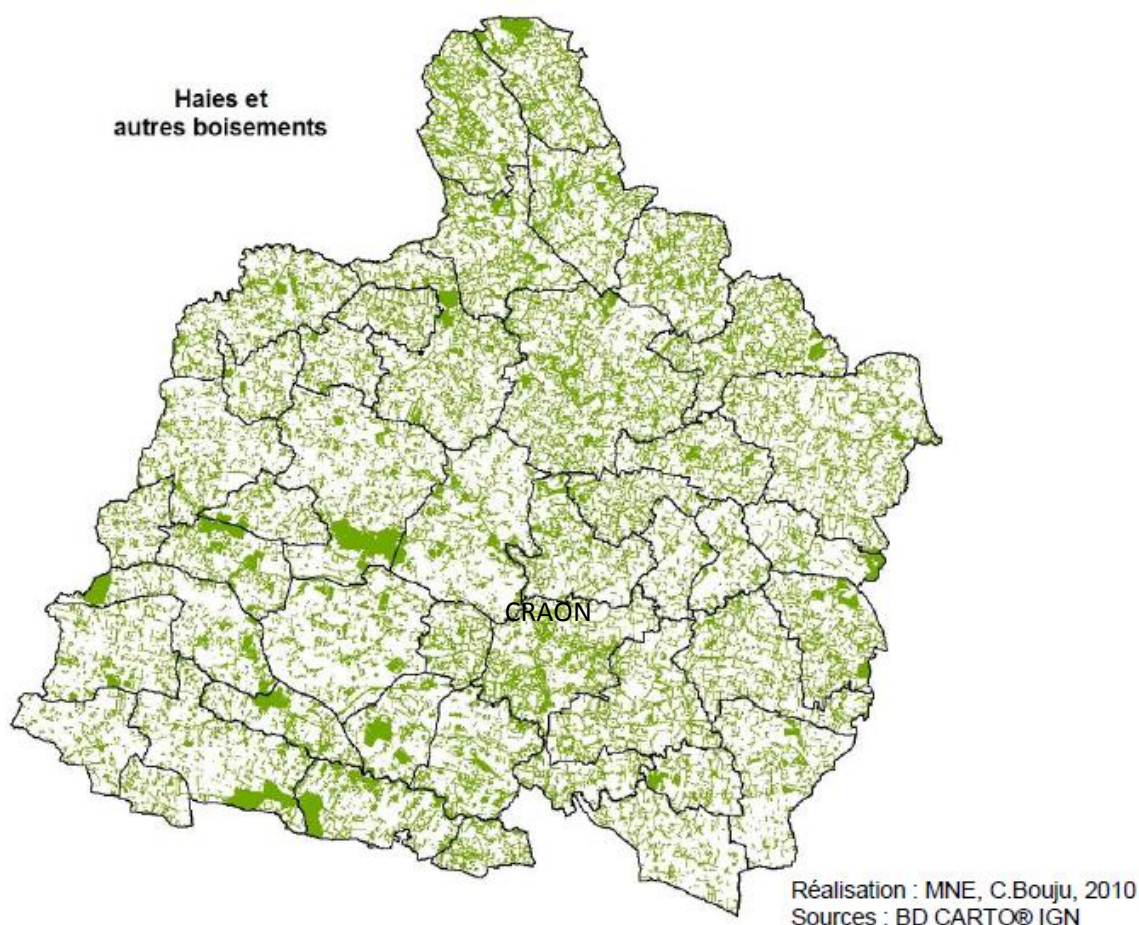 Haies et
autres boisements
CRAON
Réalisation : MNE, C.Bouju, 2010
Sources : BD CARTO® IGN